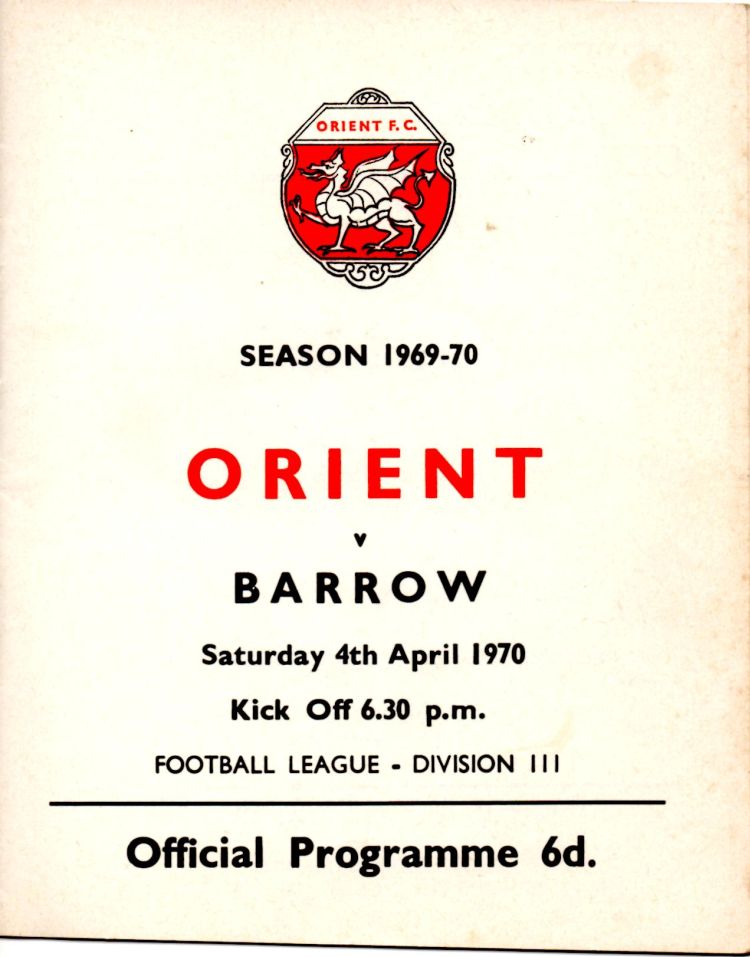 ORIENT F.C.
SEASON 1969-70
ORIENT
v
BARROW
Saturday 4th April 1970
Kick Off 6.30 p.m.
FOOTBALL LEAGUE - DIVISION III
Official Programme 6d.